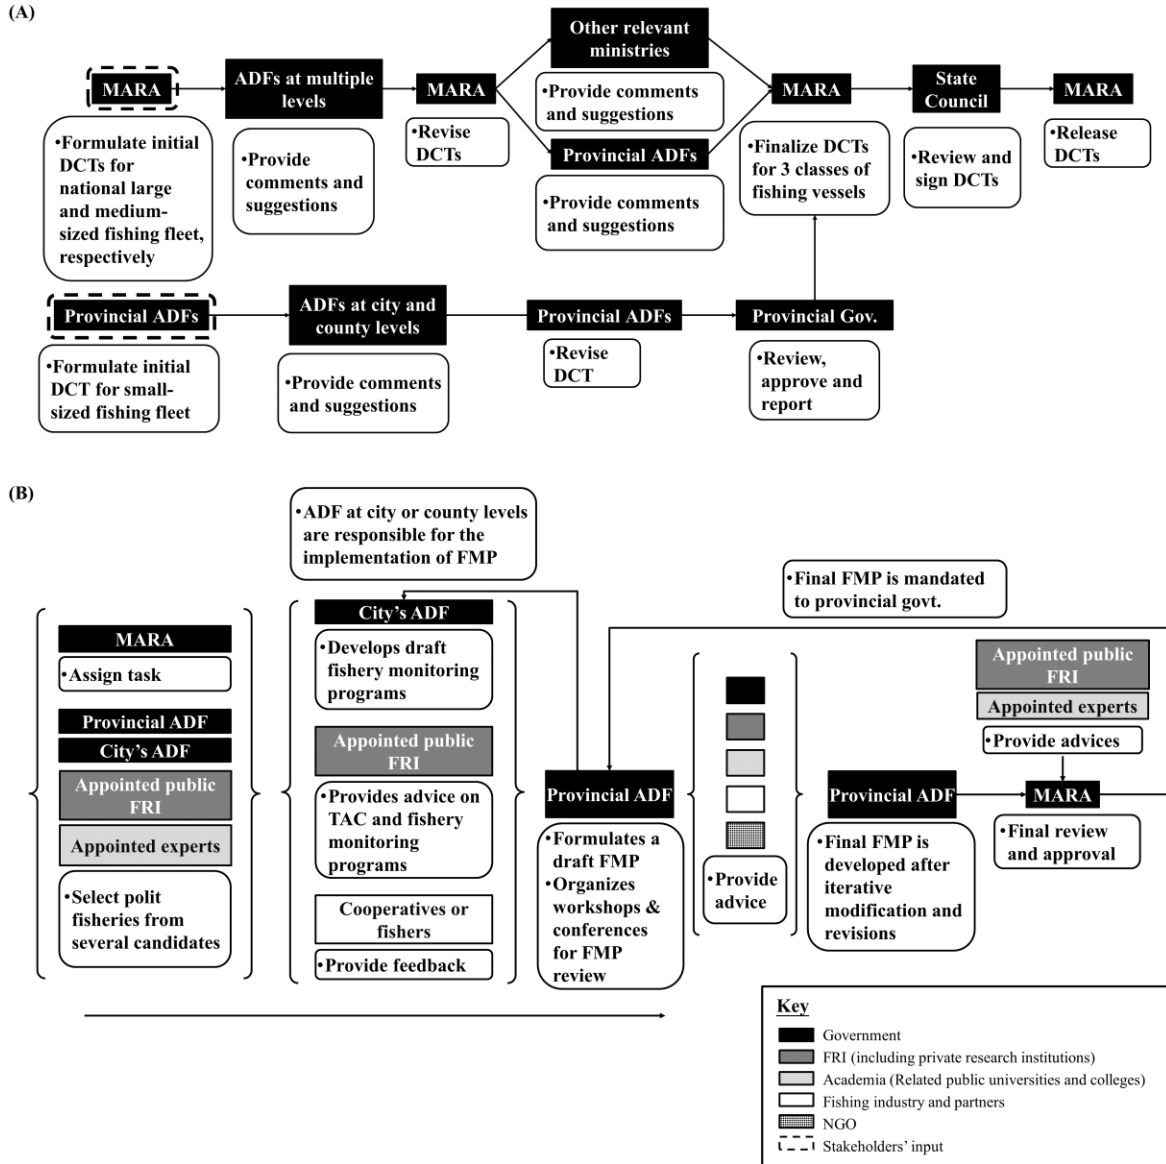 (A)
MARA
•Formulate initial
DCTs for
national large
and medium-
sized fishing fleet,
respectively
ADFs at multiple
levels
•Provide
comments and
suggestions
MARA
•Revise
DCTs
Other relevant
ministries
•Provide comments
and suggestions
Provincial ADFs
•Provide comments
and suggestions
MARA
•Finalize DCTs
for 3 classes of
fishing vessels
State
Council
•Review and
sign DCTs
MARA
•Release
DCTs
Provincial ADFs
•Formulate initial
DCT for small-
sized fishing fleet
ADFs at city and
county levels
•Provide comments
and suggestions
Provincial ADFs
•Revise
DCT
Provincial Gov.
•Review,
approve and
report
(B)
MARA
•Assign task
Provincial ADF
City's ADF
Appointed public
FRI
Appointed experts
•Select polit
fisheries from
several candidates
•ADF at city or county levels
are responsible for the
implementation of FMP
City's ADF
•Develops draft
fishery monitoring
programs
Appointed public
FRI
•Provides advice on
TAC and fishery
monitoring
programs
Cooperatives or
fishers
•Provide feedback
Provincial ADF
•Formulates a
draft FMP
•Organizes
workshops &
conferences
for FMP
review
•Provide
advice
Provincial ADF
•Final FMP is
developed after
iterative
modification and
revisions
•Final FMP is mandated
to provincial govt.
Appointed public
FRI
Appointed experts
•Provide advices
MARA
•Final review
and approval
Key
Government
FRI (including private research institutions)
Academia (Related public universities and colleges)
Fishing industry and partners
NGO
Stakeholders' input